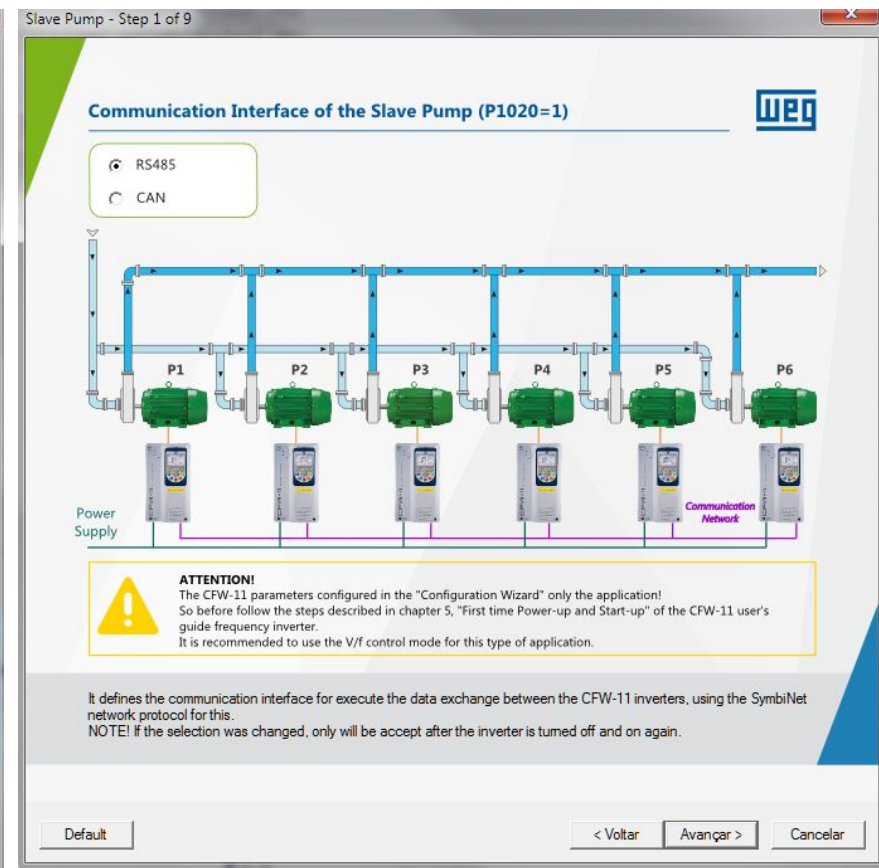 Slave Pump - Step 1 of 9
Communication Interface of the Slave Pump (P1020=1)
weg
RS485
CAN
P1
P2
P3
P4
P5
P6
Power
Supply
Communication
Network
ATTENTION!
The CFW-11 parameters configured in the "Configuration Wizard" only the application!
So before follow the steps described in chapter 5, "First time Power-up and Start-up" of the CFW-11 user's
guide frequency inverter.
It is recommended to use the V/f control mode for this type of application.
It defines the communication interface for execute the data exchange between the CFW-11 inverters, using the SymbiNet
network protocol for this.
NOTE! If the selection was changed, only will be accept after the inverter is turned off and on again.
Default
< Voltar
Avançar >
Cancelar